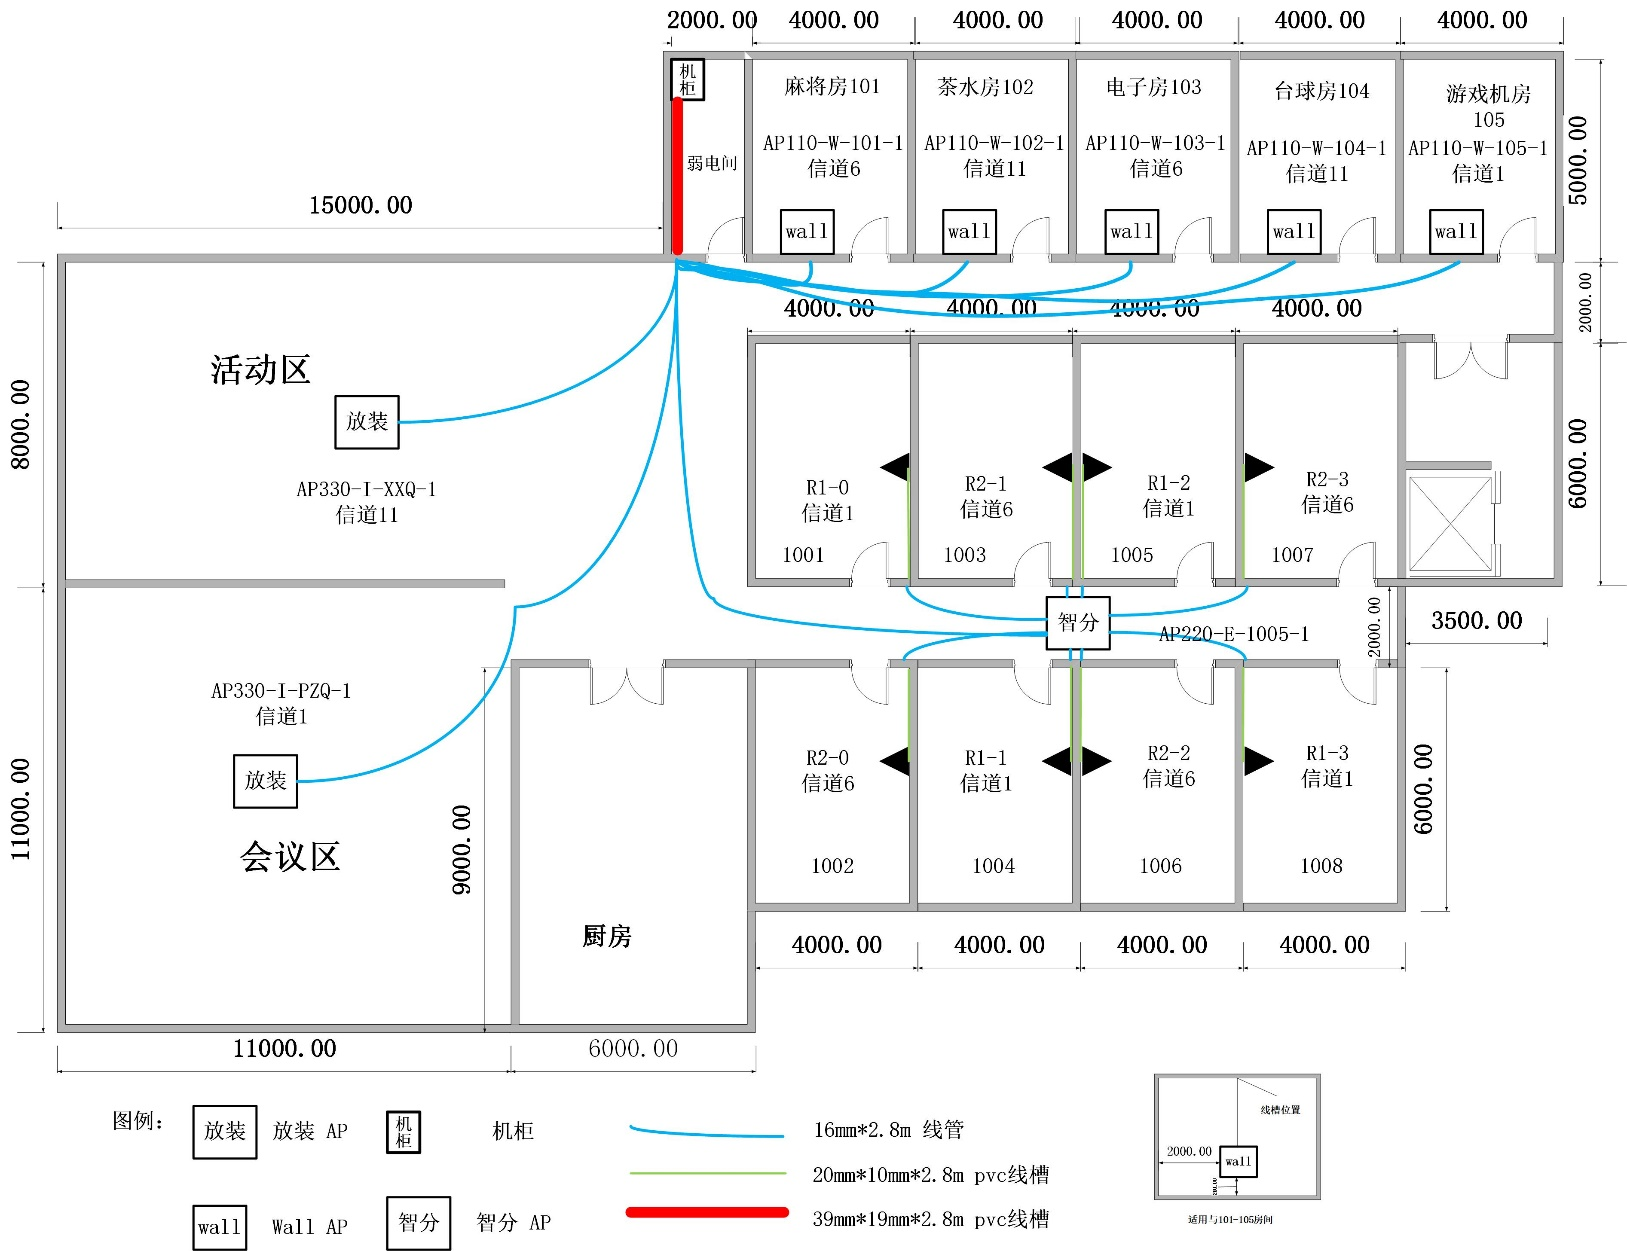 2000.00
4000.00
4000.00
4000.00
4000.00
4000.00
机柜
弱电间
麻将房101
AP110-W-101-1
信道6
wall
茶水房102
AP110-W-102-1
信道11
wall
电子房103
AP110-W-103-1
信道6
wall
台球房104
AP110-W-104-1
信道11
wall
游戏机房
105
AP110-W-105-1
信道1
wall
5000.00
15000.00
2000.00
4000.00
4000.00
4000.00
4000.00
活动区
放装
AP330-I-XXQ-1
信道11
8000.00
R1-0
信道1
1001
R2-1
信道6
1003
R1-2
信道1
1005
R2-3
信道6
1007
6000.00
智分
AP220-E-1005-1
2000.00
3500.00
AP330-I-PZQ-1
信道1
放装
会议区
11000.00
9000.00
厨房
R2-0
信道6
1002
R1-1
信道1
1004
R2-2
信道6
1006
R1-3
信道1
1008
6000.00
4000.00
4000.00
4000.00
4000.00
11000.00
6000.00
图例：
放装
放装 AP
机柜
机柜
16mm*2.8m 线管
20mm*10mm*2.8m pvc线槽
wall
Wall AP
智分
智分 AP
39mm*19mm*2.8m pvc线槽
线槽位置
2000.00
wall
适用与101-105房间